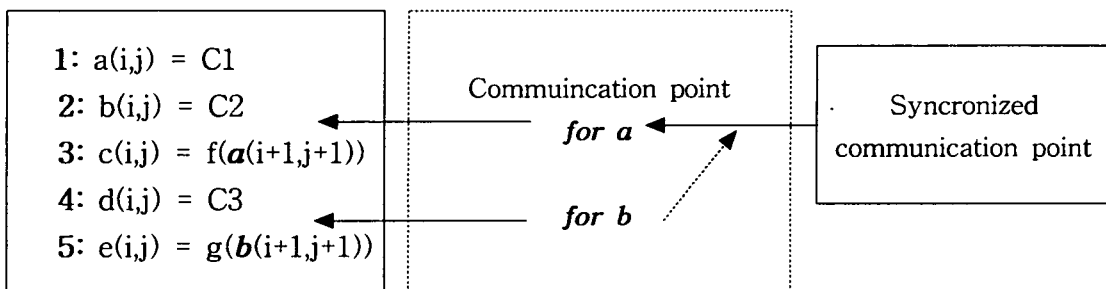 1: a(i,j) = C1
2: b(i,j) = C2
3: c(i,j) = f(a(i+1,j+1))
4: d(i,j) = C3
5: e(i,j) = g(b(i+1,j+1))
Commuincation point
for a
for b
Syncronized
communication point